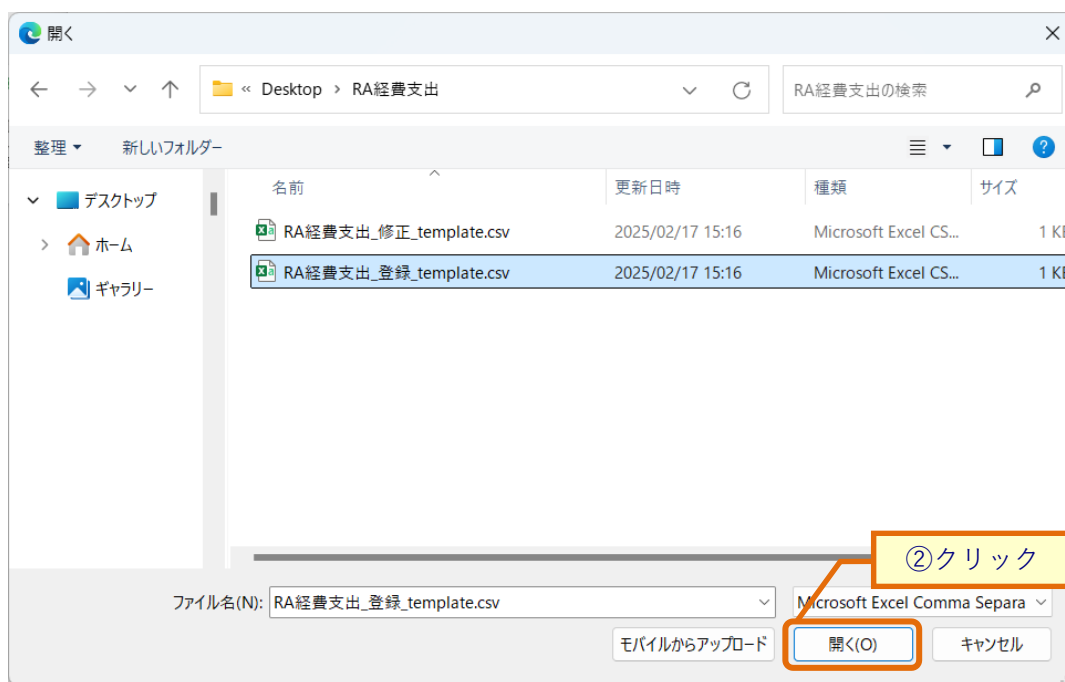 開く
« Desktop › RA経費支出
RA経費支出の検索
整理
新しいフォルダー
名前 更新日時 種類 サイズ
デスクトップ
RA経費支出_修正_template.csv 2025/02/17 15:16 Microsoft Excel CS... 1 KE
ホーム
RA経費支出_登録_template.csv 2025/02/17 15:16 Microsoft Excel CS... 1 KE
ギャラリー
②クリック
ファイル名(N): RA経費支出_登録_template.csv
Microsoft Excel Comma Separa
モバイルからアップロード 開く(O) キャンセル